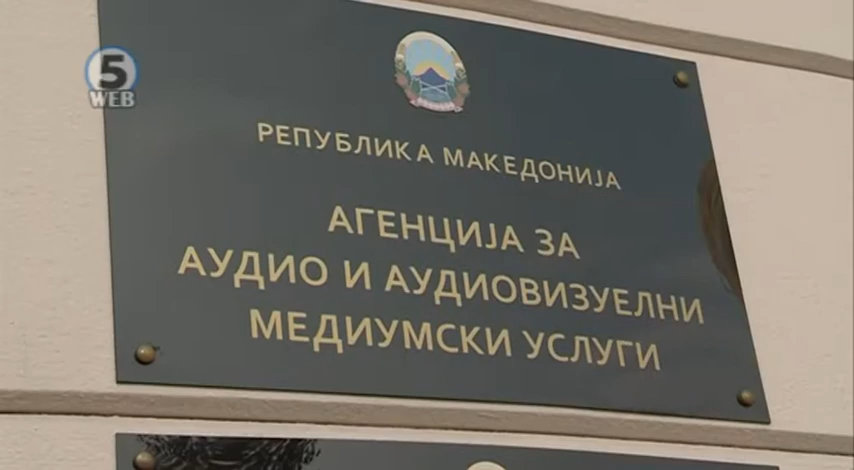 5
WEB
РЕПУБЛИКА МАКЕДОНИЈА
АГЕНЦИЈА ЗА
АУДИО И АУДИОВИЗУЕЛНИ
МЕДИУМСКИ УСЛУГИ